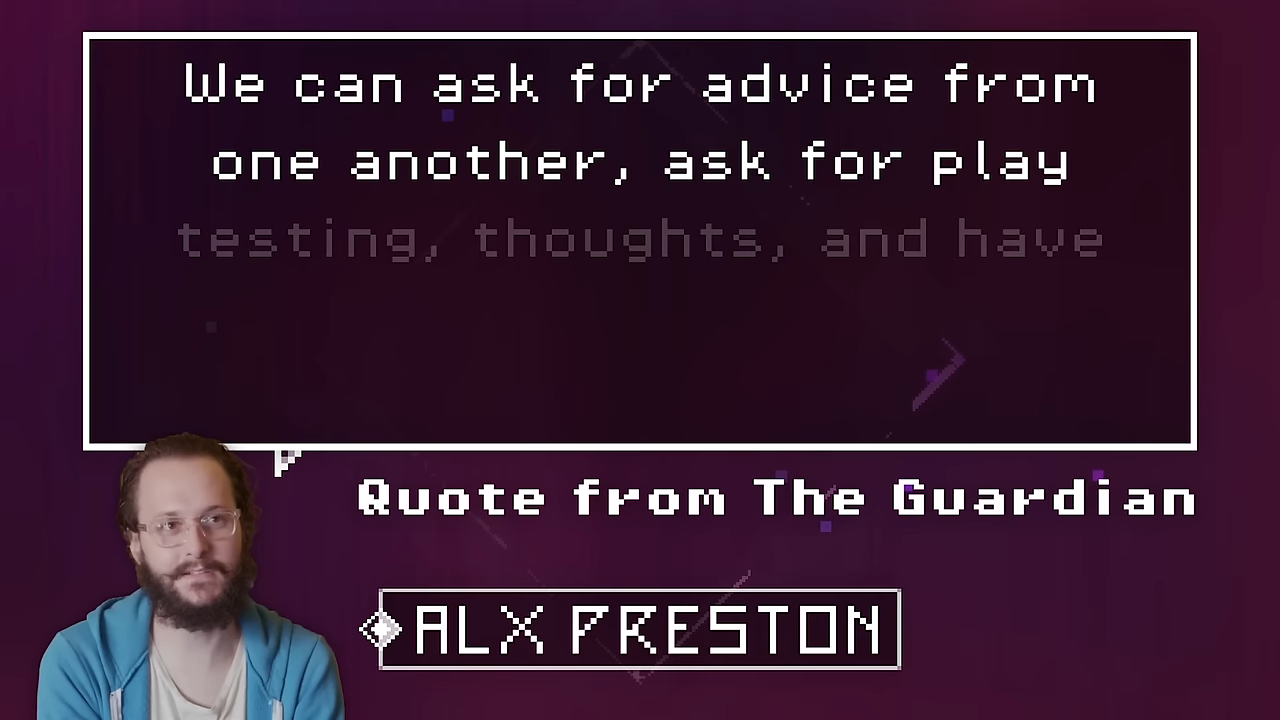 We can ask for advice from
one another, ask for play
testing, thoughts, and have
Quote from The Guardian
ALX PRESTON